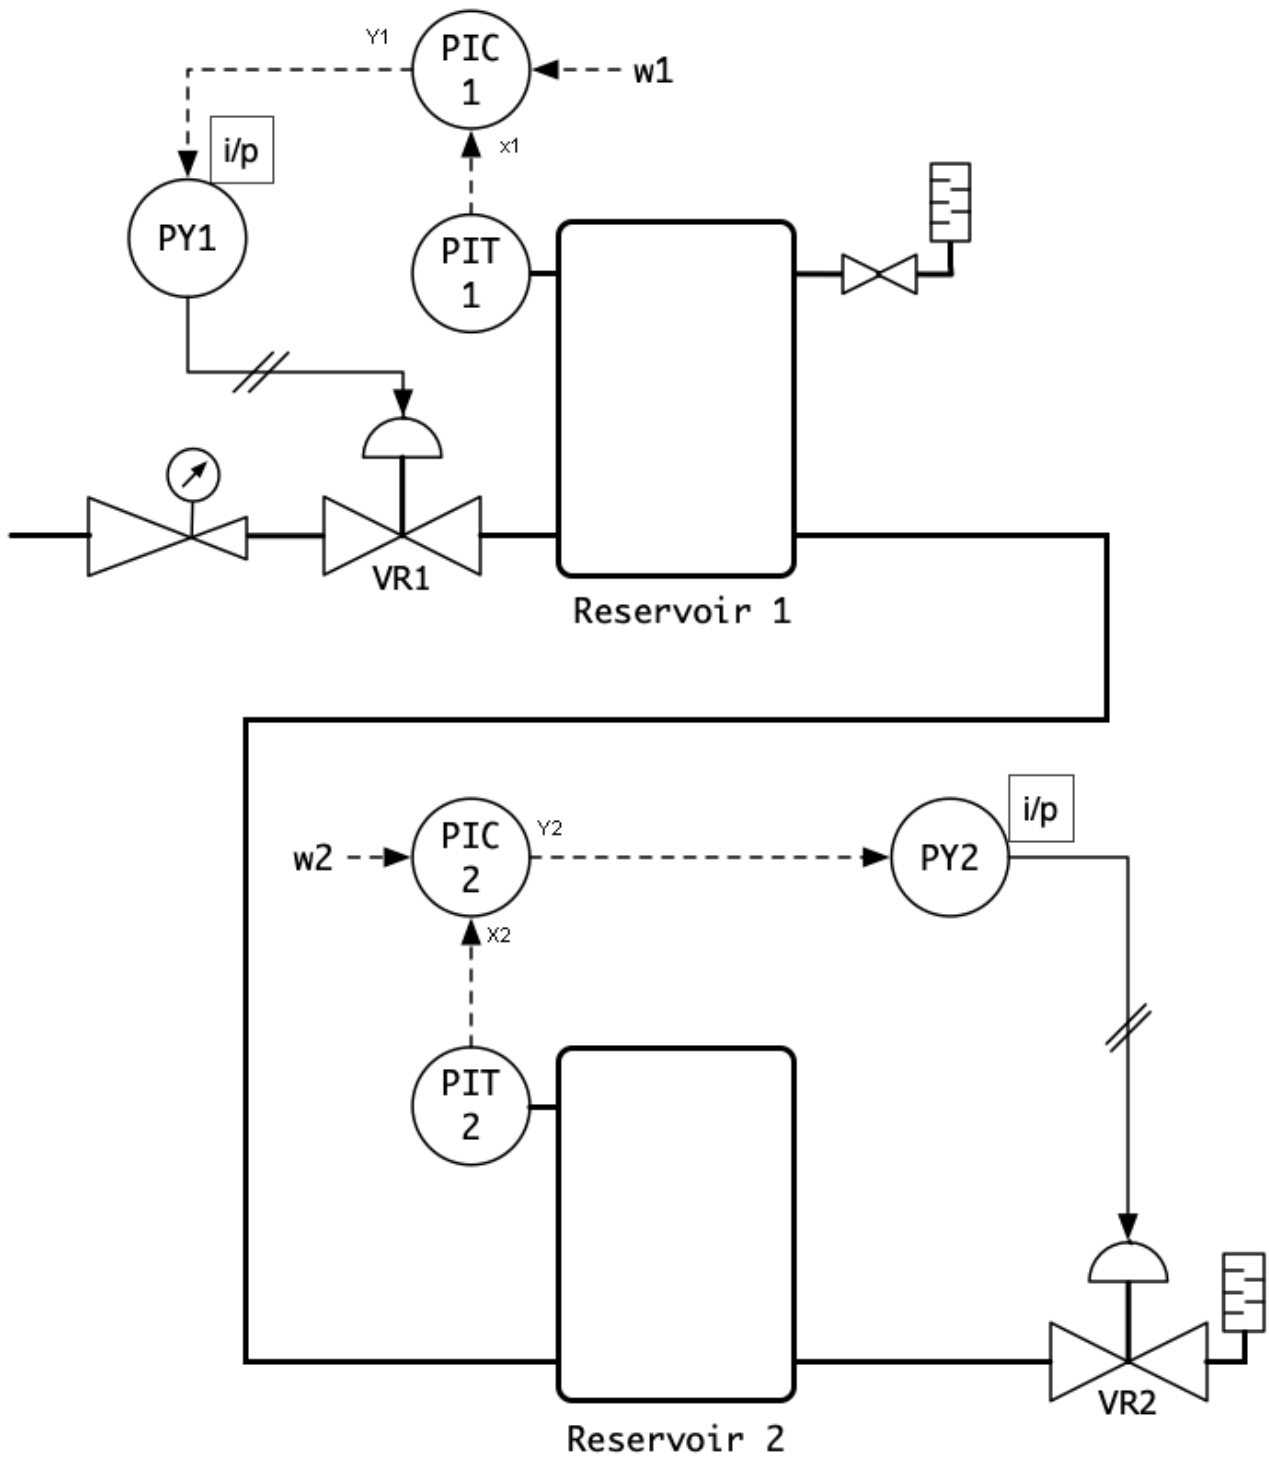 Y1
PIC
1
w1
i/p
x1
PY1
PIT
1
VR1
Reservoir 1
i/p
PIC
2
Y2
w2
PY2
X2
PIT
2
VR2
Reservoir 2